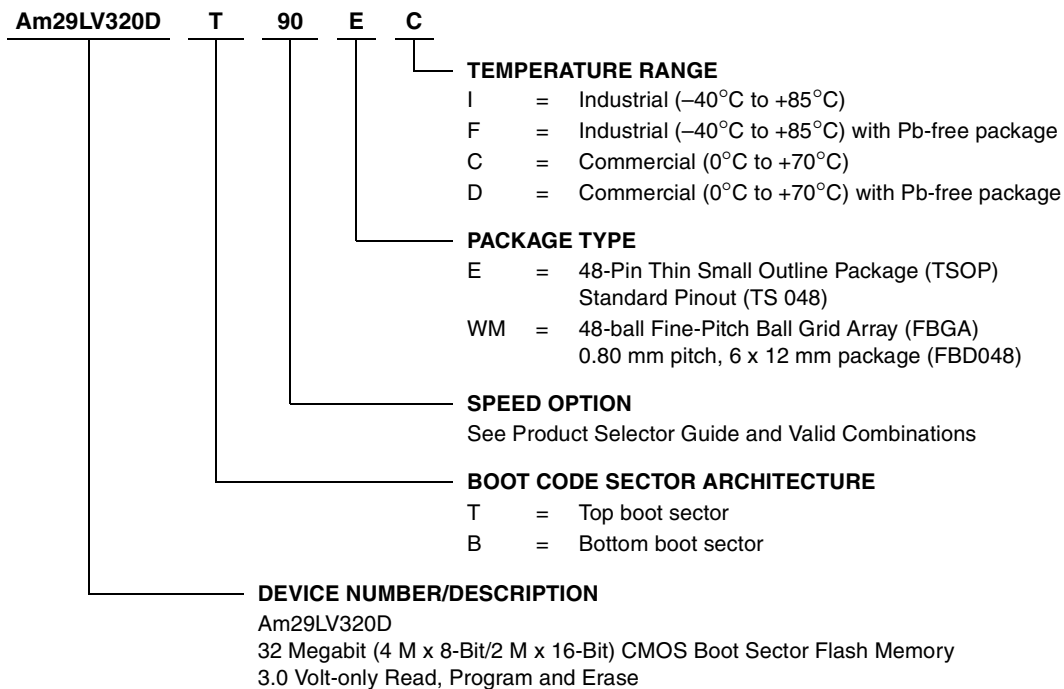 Am29LV320D T 90 E C
TEMPERATURE RANGE
I = Industrial (–40°C to +85°C)
F = Industrial (–40°C to +85°C) with Pb-free package
C = Commercial (0°C to +70°C)
D = Commercial (0°C to +70°C) with Pb-free package
PACKAGE TYPE
E = 48-Pin Thin Small Outline Package (TSOP)
Standard Pinout (TS 048)
WM = 48-ball Fine-Pitch Ball Grid Array (FBGA)
0.80 mm pitch, 6 x 12 mm package (FBD048)
SPEED OPTION
See Product Selector Guide and Valid Combinations
BOOT CODE SECTOR ARCHITECTURE
T = Top boot sector
B = Bottom boot sector
DEVICE NUMBER/DESCRIPTION
Am29LV320D
32 Megabit (4 M x 8-Bit/2 M x 16-Bit) CMOS Boot Sector Flash Memory
3.0 Volt-only Read, Program and Erase